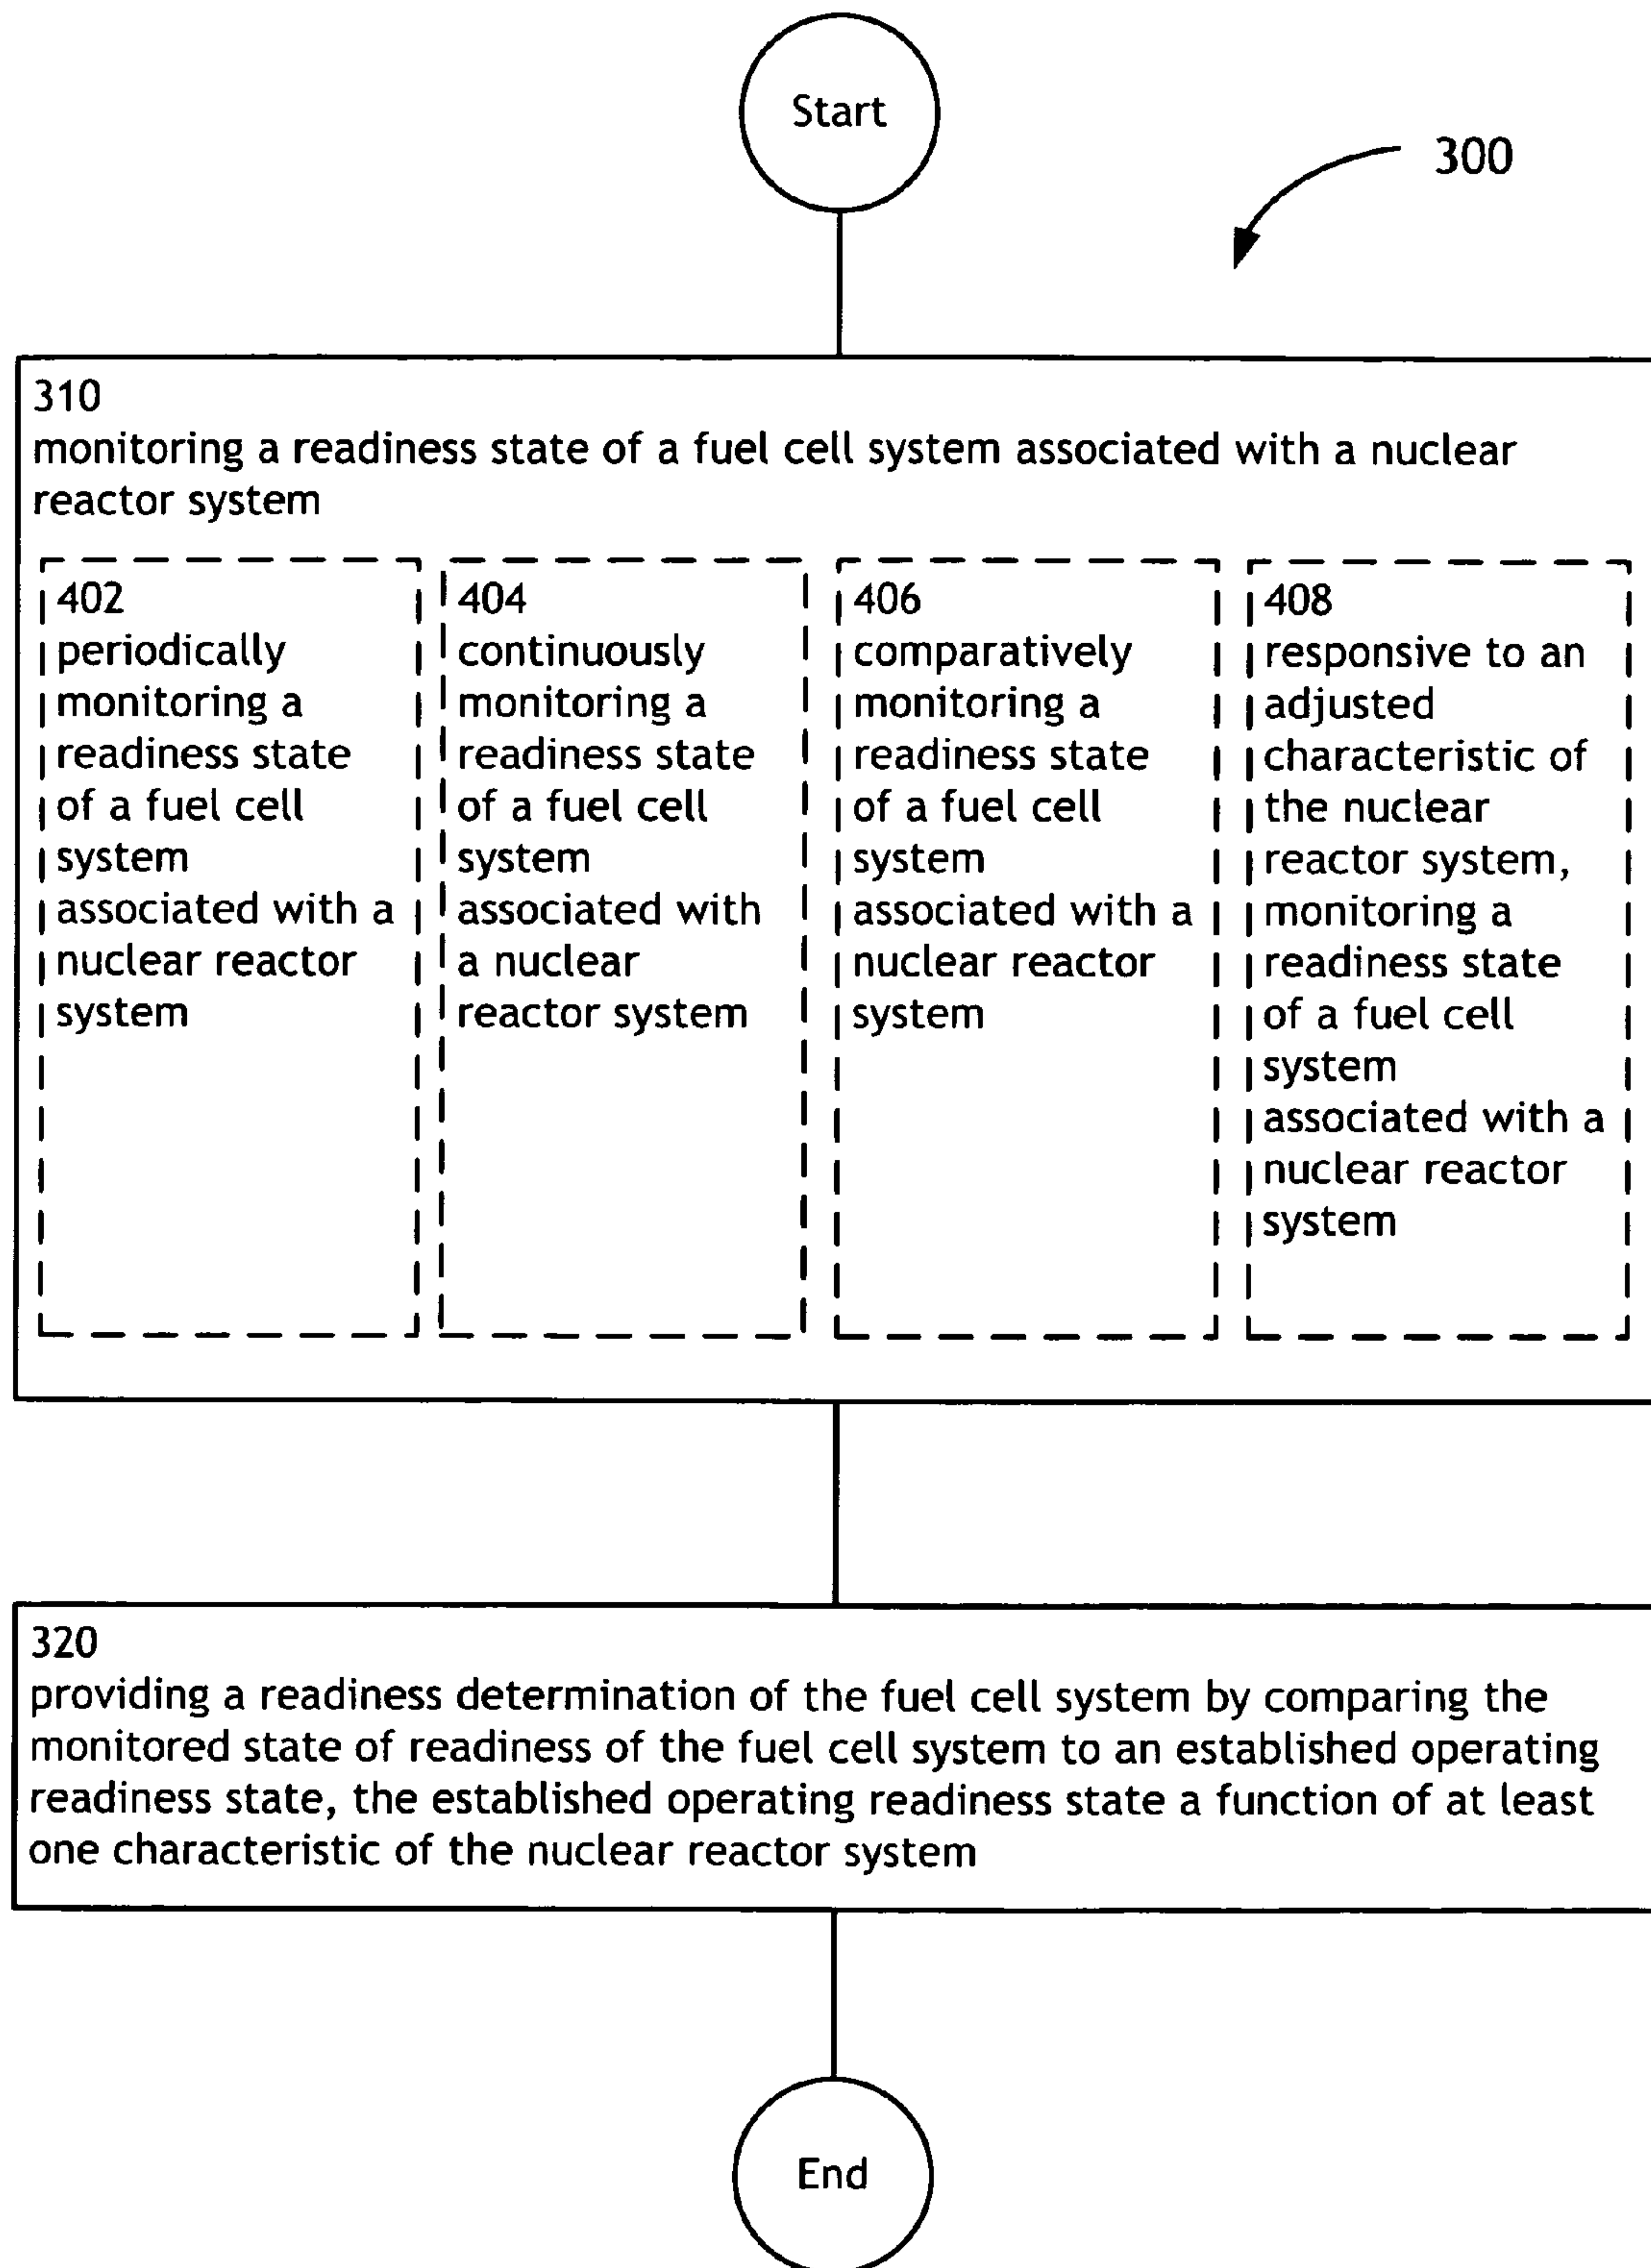 Start
300
310
monitoring a readiness state of a fuel cell system associated with a nuclear
reactor system
402
periodically
monitoring a
readiness state
of a fuel cell
system
associated with a
nuclear reactor
system
404
continuously
monitoring a
readiness state
of a fuel cell
system
associated with
a nuclear
reactor system
406
comparatively
monitoring a
readiness state
of a fuel cell
system
associated with a
nuclear reactor
system
408
responsive to an
adjusted
characteristic of
the nuclear
reactor system,
monitoring a
readiness state
of a fuel cell
system
associated with a
nuclear reactor
system
320
providing a readiness determination of the fuel cell system by comparing the
monitored state of readiness of the fuel cell system to an established operating
readiness state, the established operating readiness state a function of at least
one characteristic of the nuclear reactor system
End